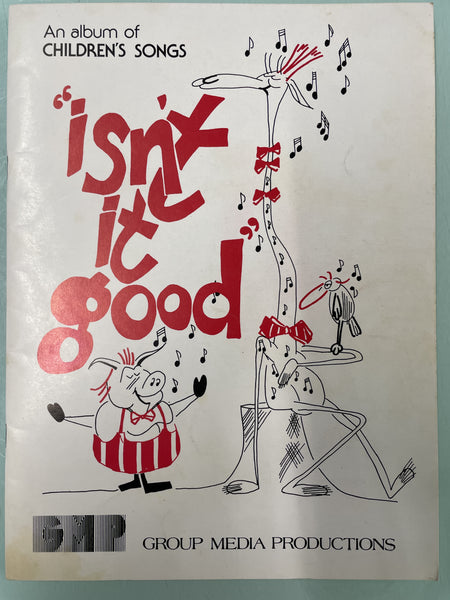 An album of
CHILDREN'S SONGS
"isn't
it
good"
GMP
GROUP MEDIA PRODUCTIONS